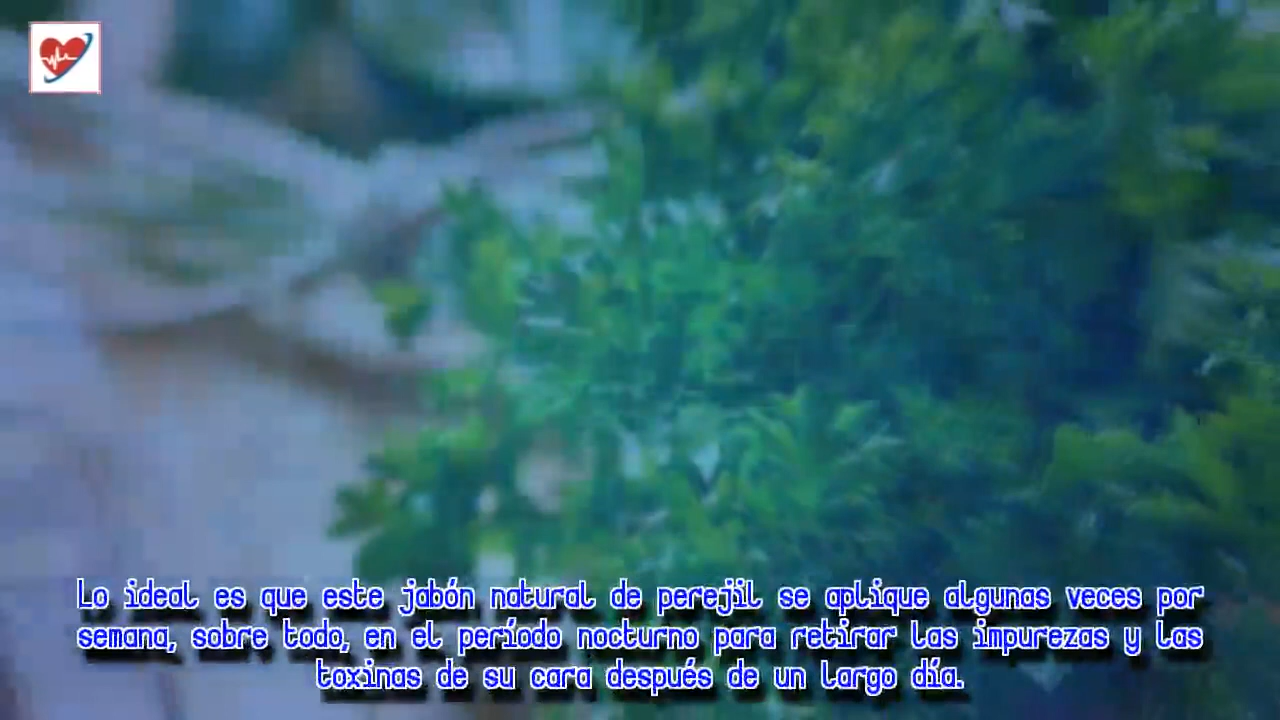 Lo ideal es que este jabón natural de perejil se aplique algunas veces por
semana, sobre todo, en el período nocturno para retirar las impurezas y las
toxinas de su cara después de un largo día.